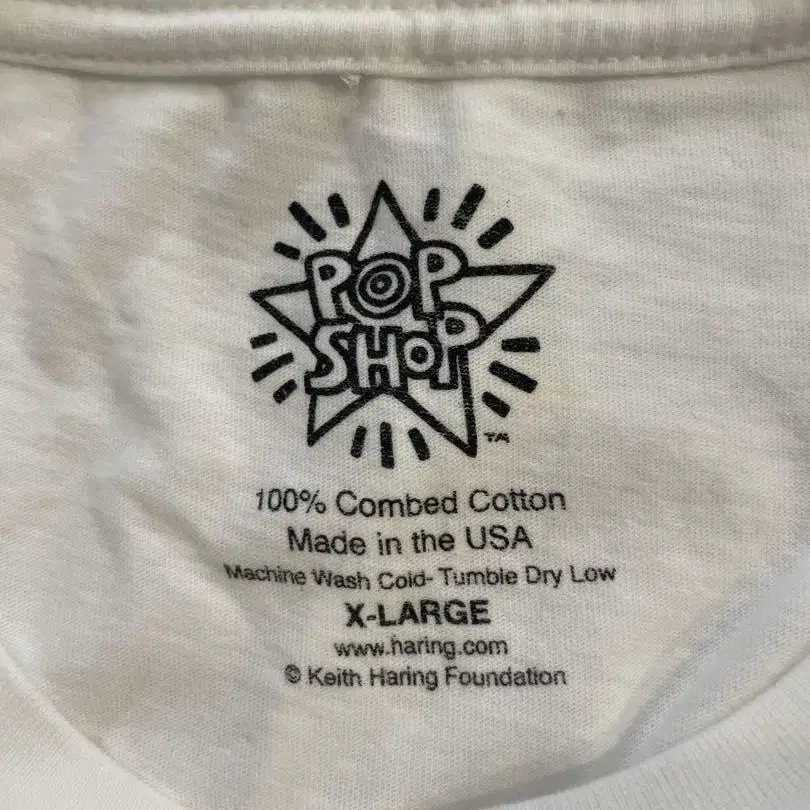 POP
SHOP
TM
100% Combed Cotton
Made in the USA
Machine Wash Cold- Tumble Dry Low
X-LARGE
www.haring.com
© Keith Haring Foundation